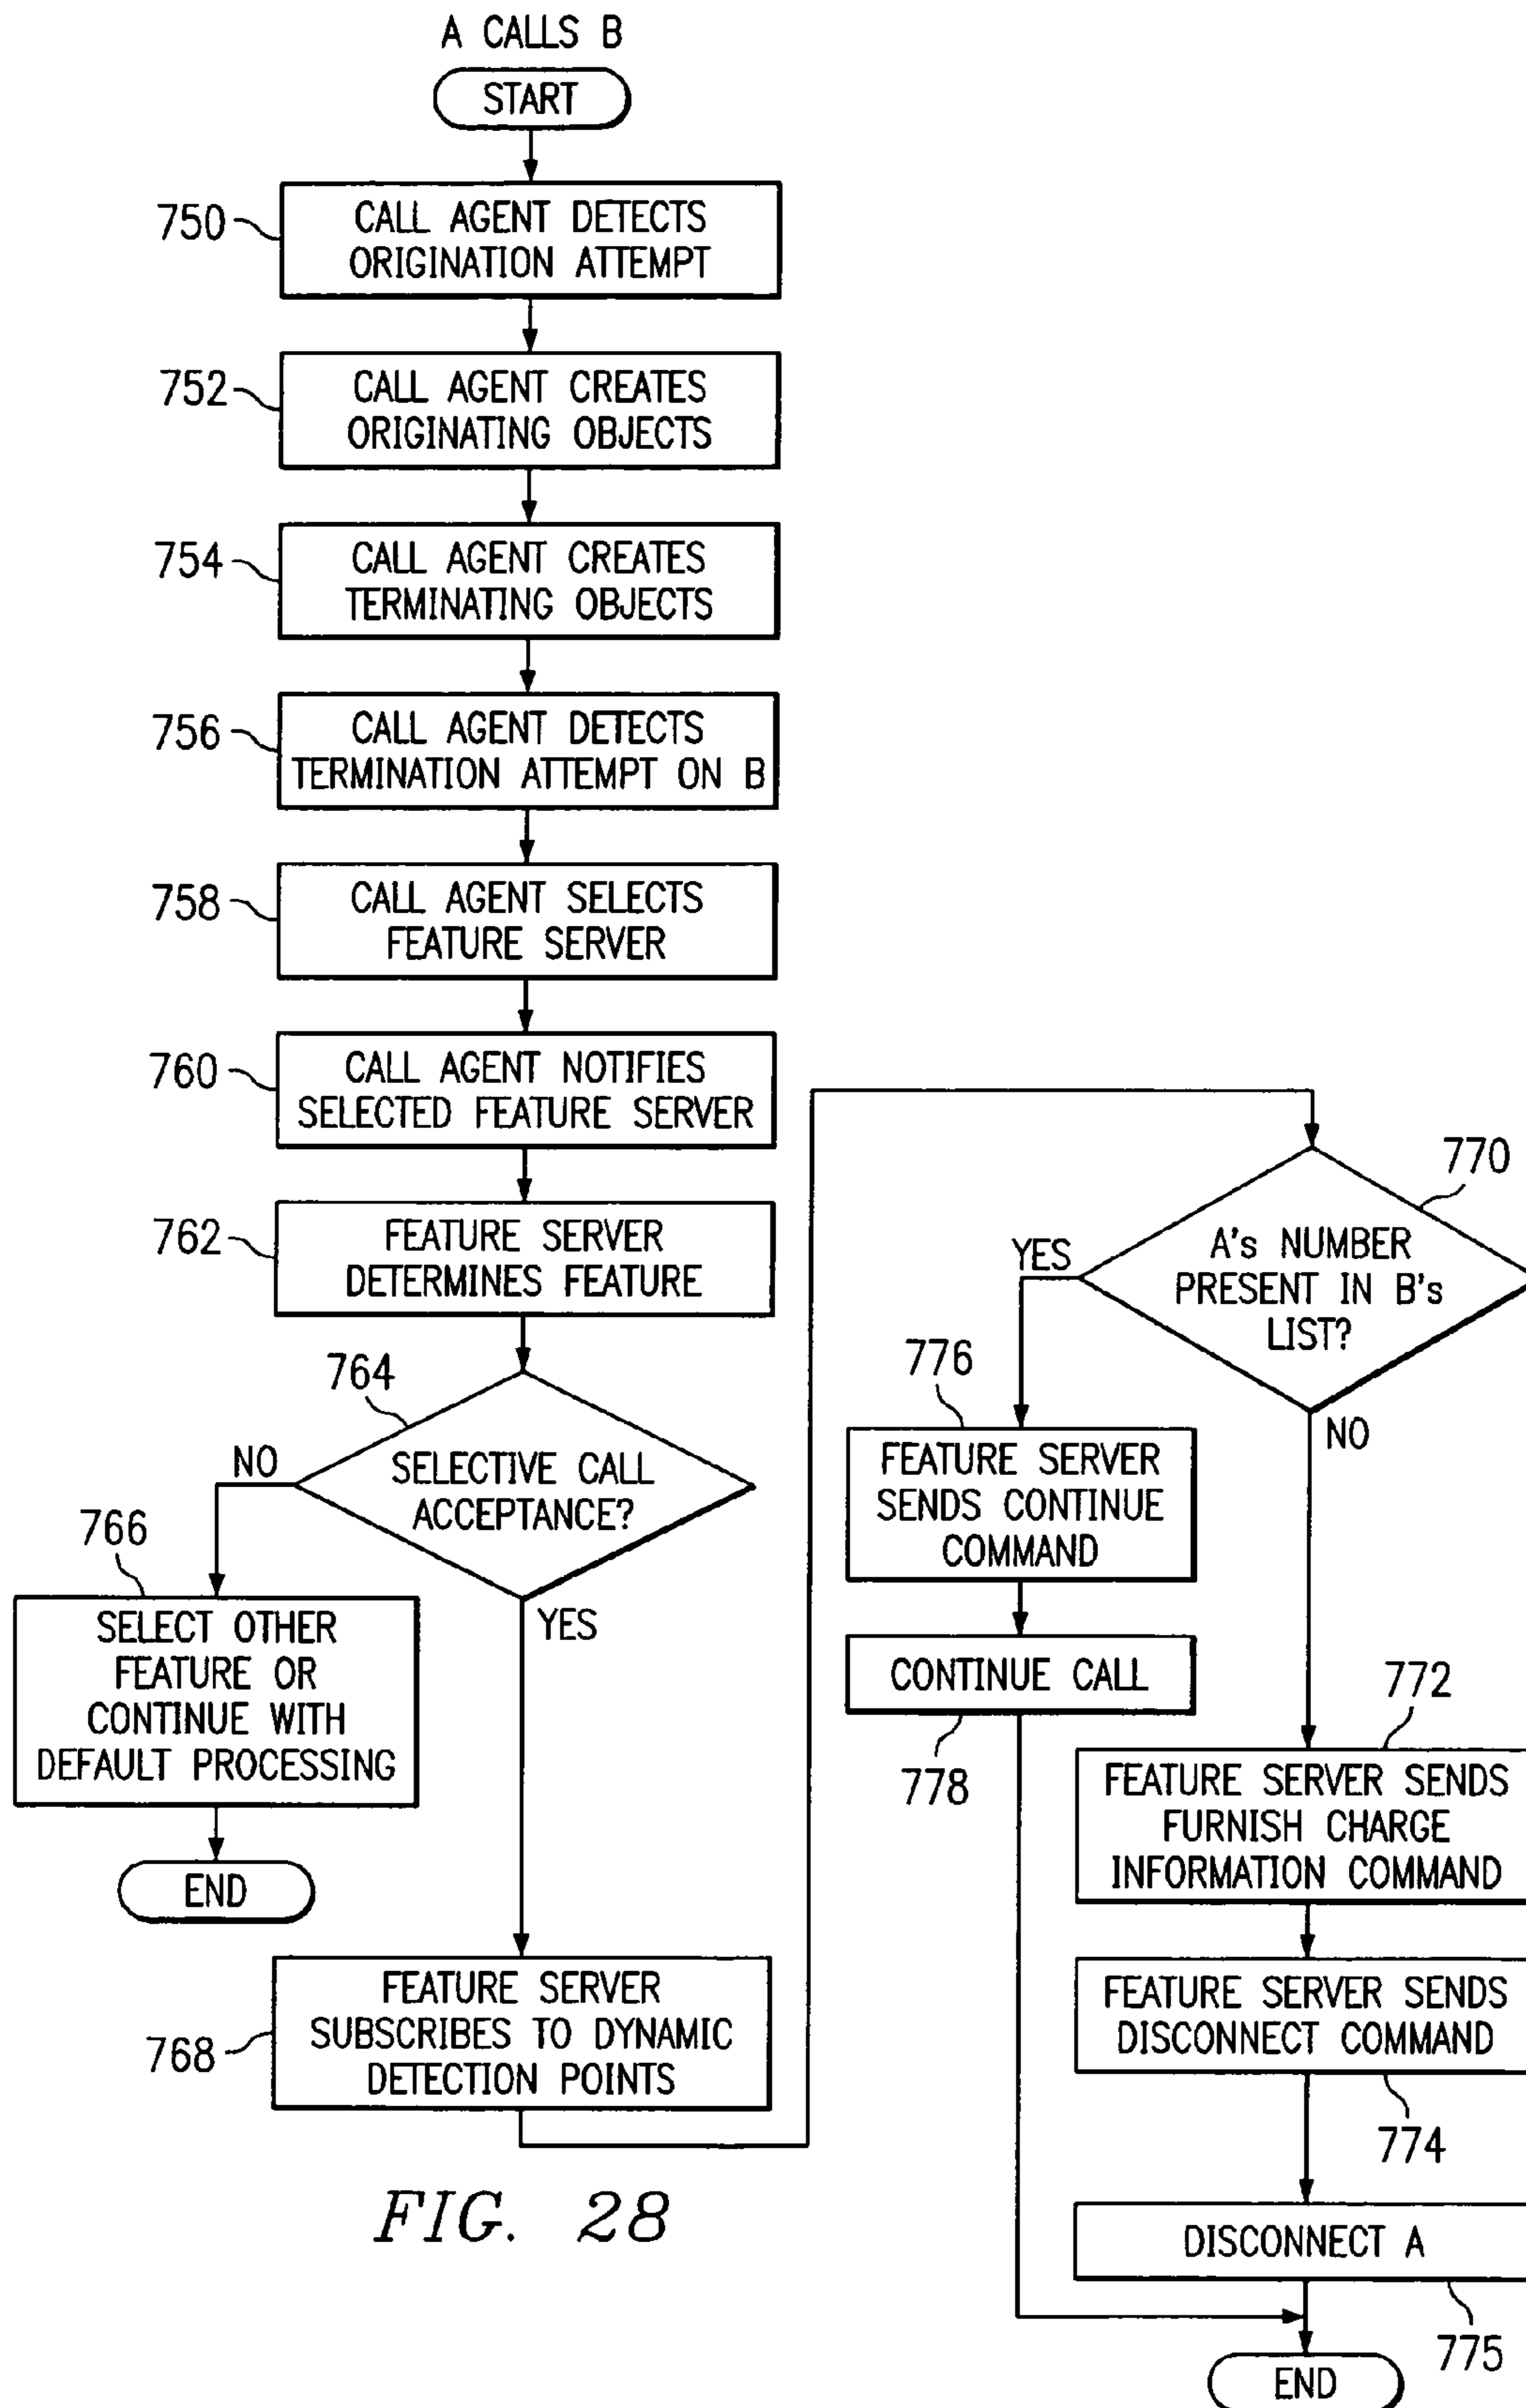 A CALLS B
START
750
CALL AGENT DETECTS
ORIGINATION ATTEMPT
752
CALL AGENT CREATES
ORIGINATING OBJECTS
754
CALL AGENT CREATES
TERMINATING OBJECTS
756
CALL AGENT DETECTS
TERMINATION ATTEMPT ON B
758
CALL AGENT SELECTS
FEATURE SERVER
760
CALL AGENT NOTIFIES
SELECTED FEATURE SERVER
762
FEATURE SERVER
DETERMINES FEATURE
764
SELECTIVE CALL
ACCEPTANCE?
NO
YES
766
SELECT OTHER
FEATURE OR
CONTINUE WITH
DEFAULT PROCESSING
END
768
FEATURE SERVER
SUBSCRIBES TO DYNAMIC
DETECTION POINTS
770
A's NUMBER
PRESENT IN B's
LIST?
YES
NO
776
FEATURE SERVER
SENDS CONTINUE
COMMAND
CONTINUE CALL
778
772
FEATURE SERVER SENDS
FURNISH CHARGE
INFORMATION COMMAND
FEATURE SERVER SENDS
DISCONNECT COMMAND
774
DISCONNECT A
775
END
FIG. 28